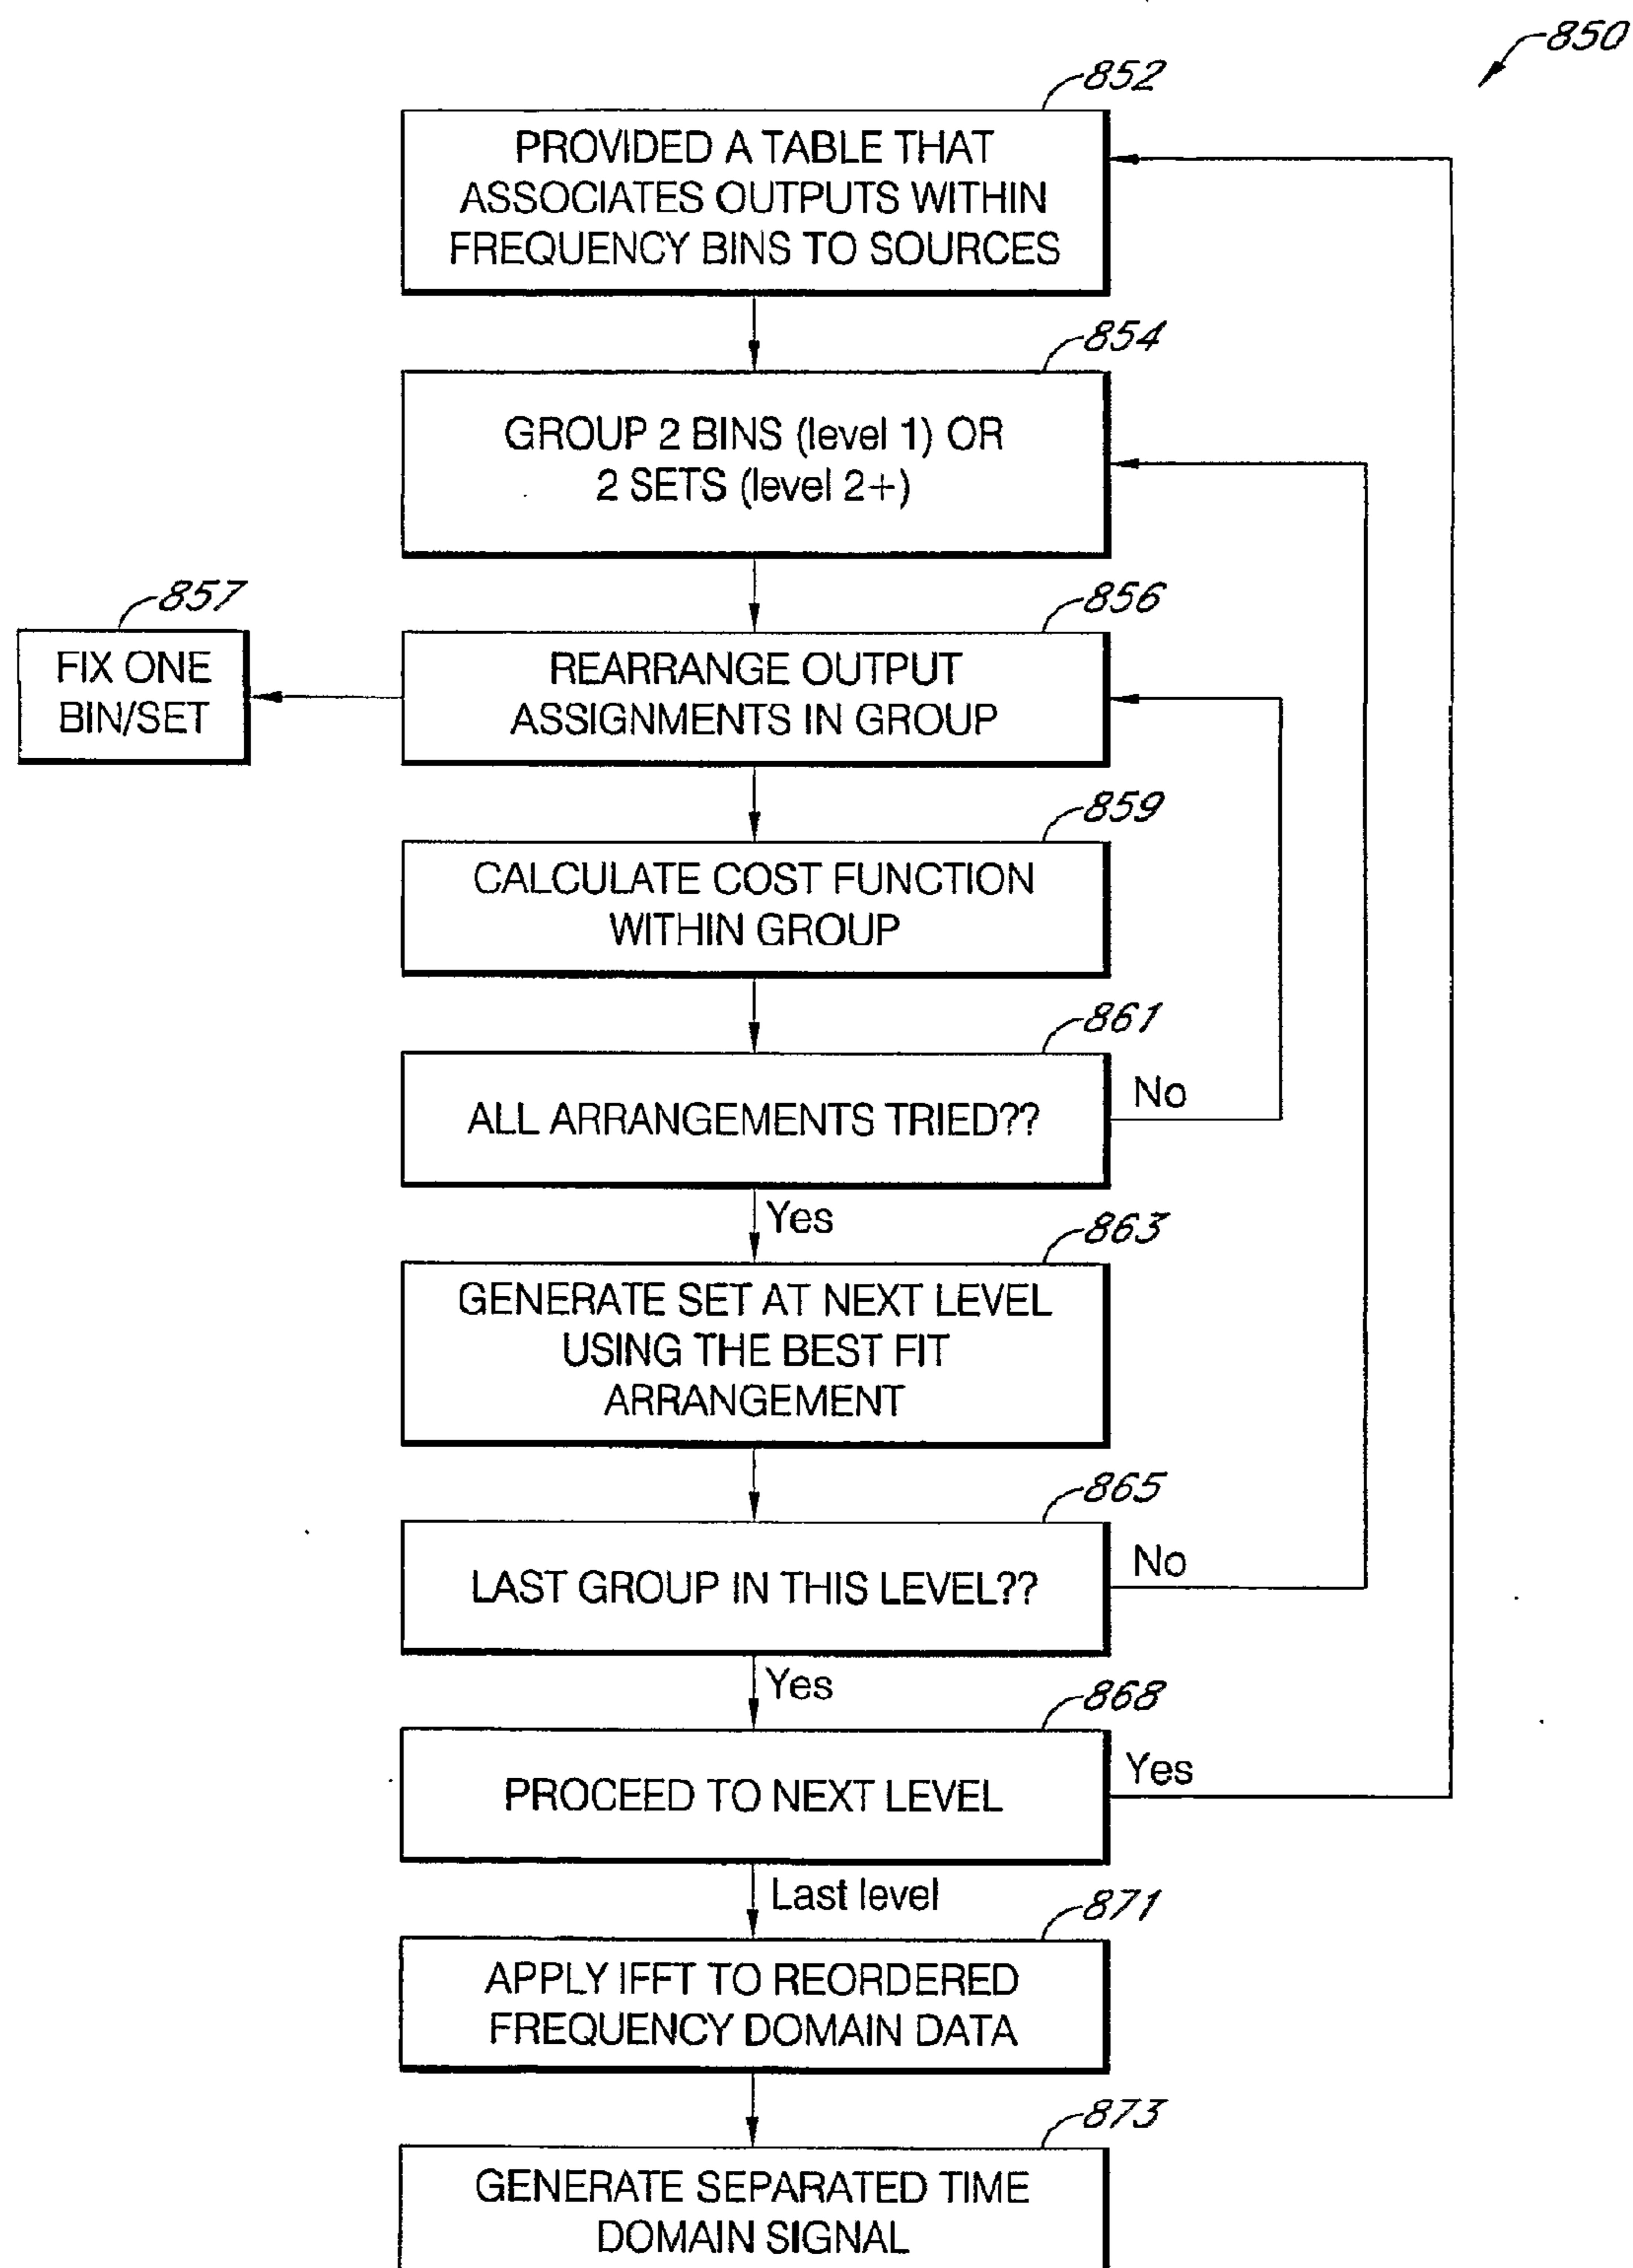 850
852
PROVIDED A TABLE THAT
ASSOCIATES OUTPUTS WITHIN
FREQUENCY BINS TO SOURCES
854
GROUP 2 BINS (level 1) OR
2 SETS (level 2+)
857
FIX ONE
BIN/SET
856
REARRANGE OUTPUT
ASSIGNMENTS IN GROUP
859
CALCULATE COST FUNCTION
WITHIN GROUP
861
ALL ARRANGEMENTS TRIED??
No
Yes
863
GENERATE SET AT NEXT LEVEL
USING THE BEST FIT
ARRANGEMENT
865
LAST GROUP IN THIS LEVEL??
No
Yes
868
PROCEED TO NEXT LEVEL
Yes
Last level
871
APPLY IFFT TO REORDERED
FREQUENCY DOMAIN DATA
873
GENERATE SEPARATED TIME
DOMAIN SIGNAL